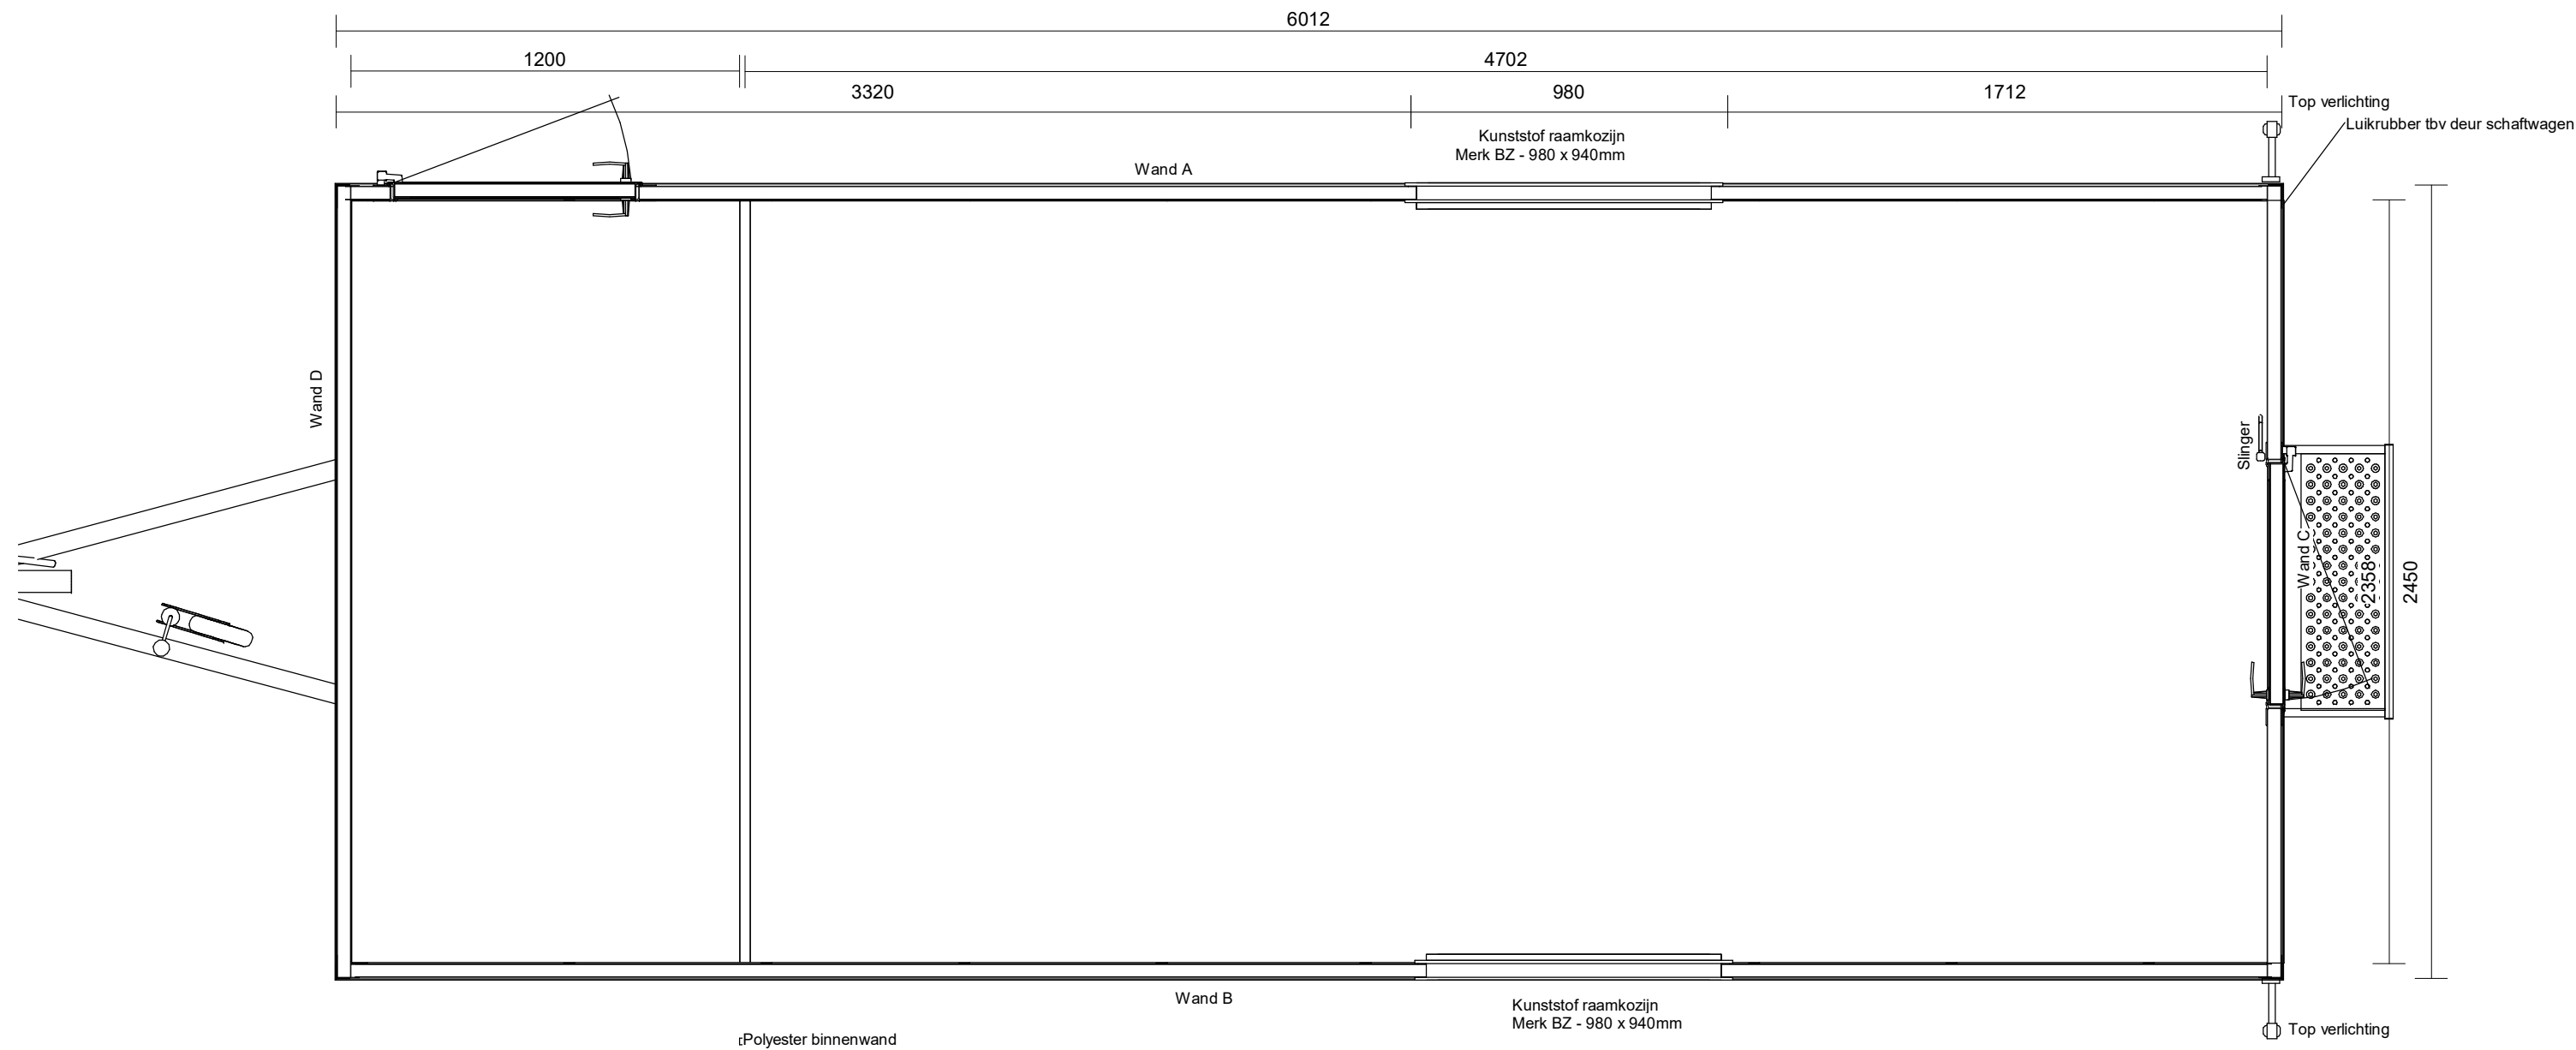 6012
1200
4702
3320
980
1712
Top verlichting
Luikrubber tbv deur schaftwagen
Kunststof raamkozijn
Merk BZ - 980 x 940mm
Wand A
Wand D
Slinger
Wand C
2358
2450
Wand B
Kunststof raamkozijn
Merk BZ - 980 x 940mm
Top verlichting
Polyester binnenwand